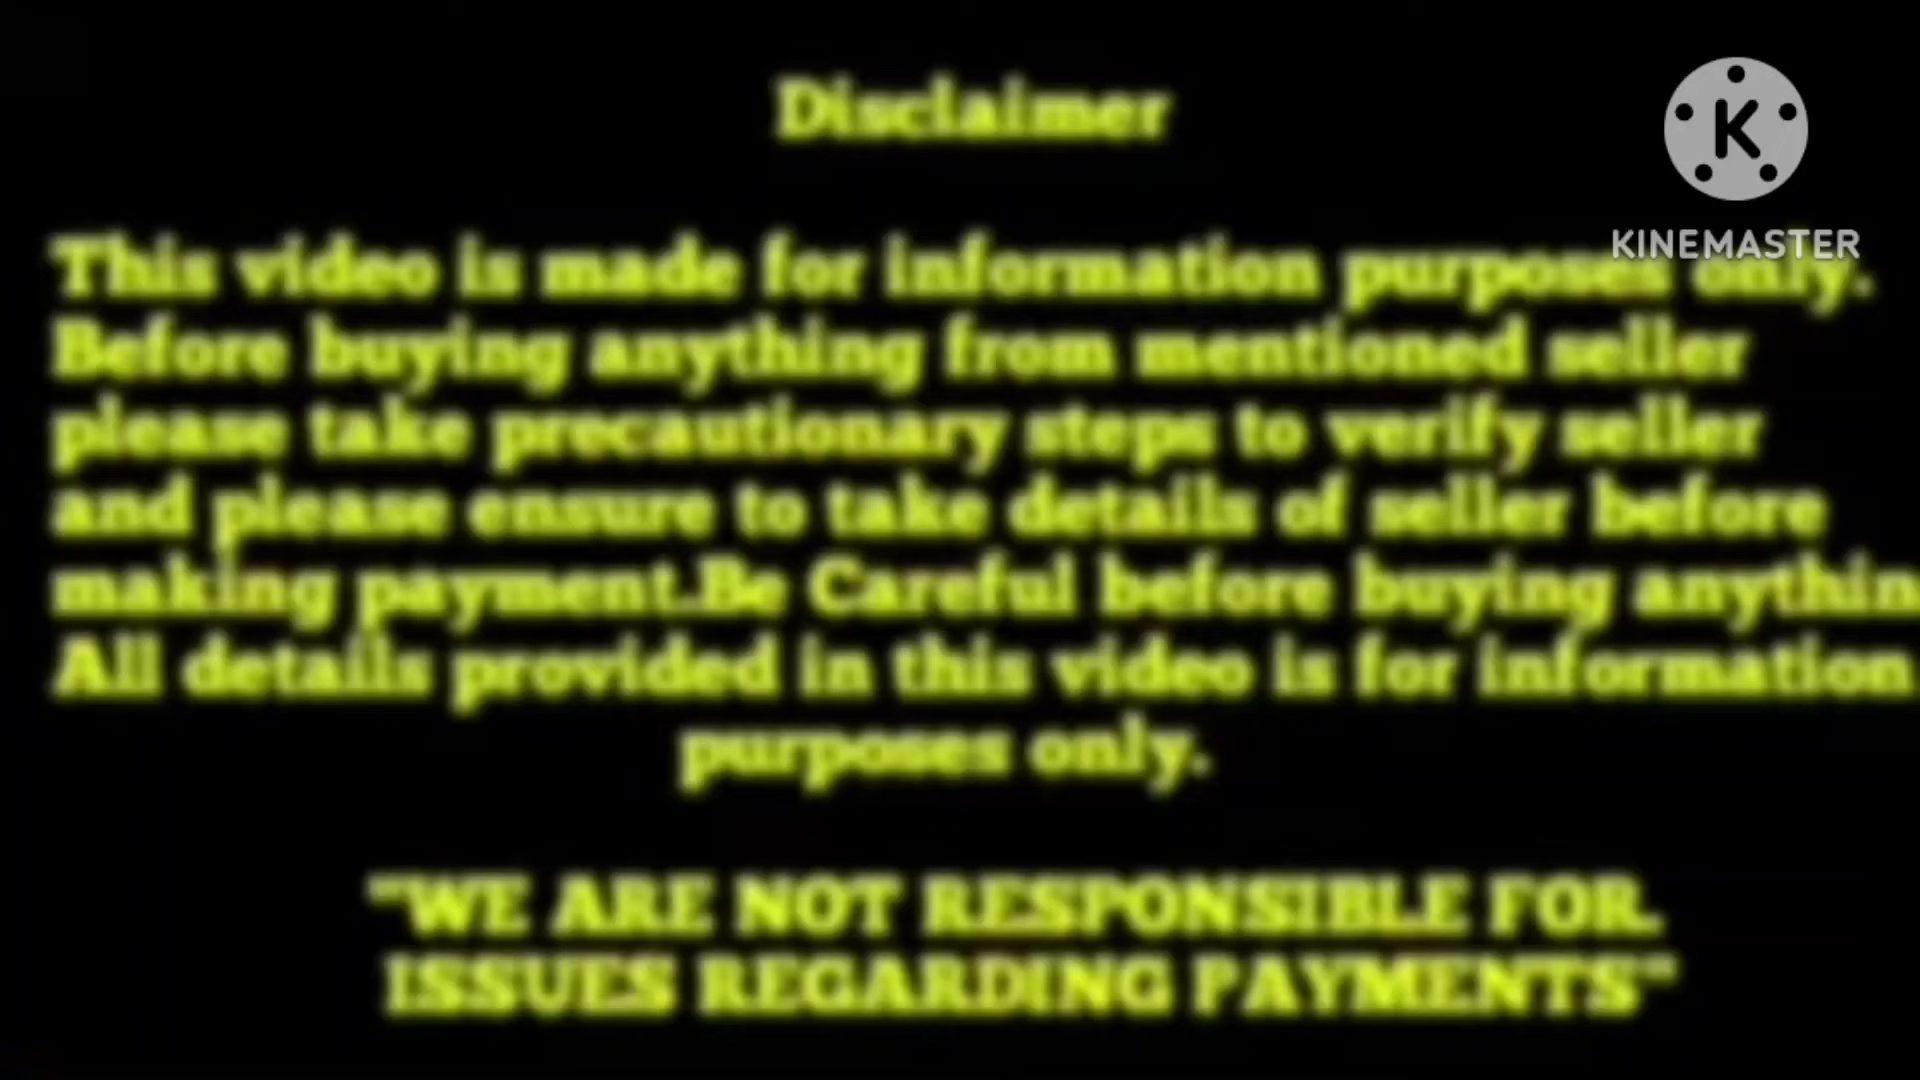 Disclaimer
K
KINEMASTER
This video is made for information purposes only.
Before buying anything from mentioned seller
please take precautionary steps to verify seller
and please ensure to take details of seller before
making payment.Be Careful before buying anythin
All details provided in this video is for information
purposes only.
"WE ARE NOT RESPONSIBLE FOR.
ISSUES REGARDING PAYMENTS"